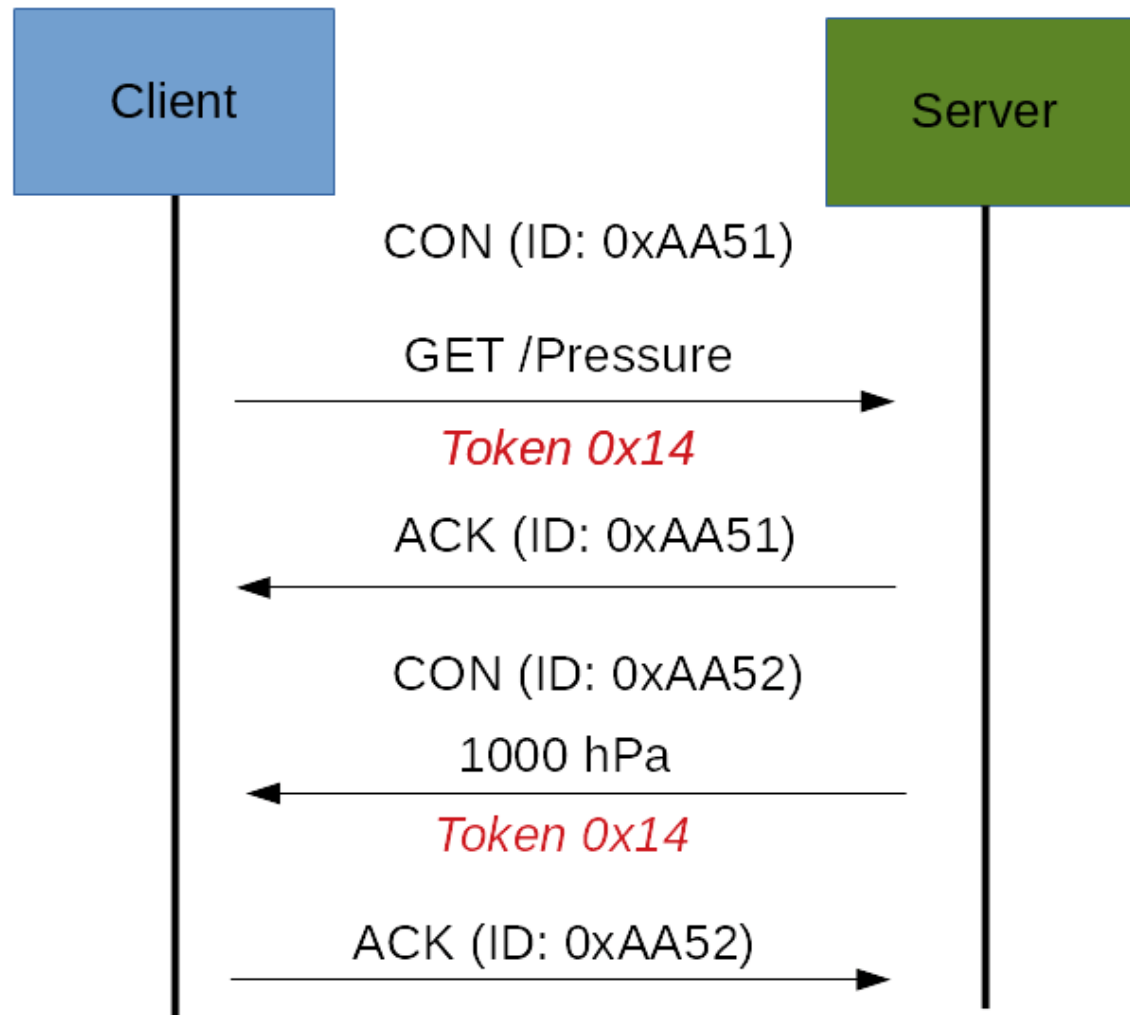 Client
Server
CON (ID: 0xAA51)
GET /Pressure
Token 0x14
ACK (ID: 0xAA51)
CON (ID: 0xAA52)
1000 hPa
Token 0x14
ACK (ID: 0xAA52)